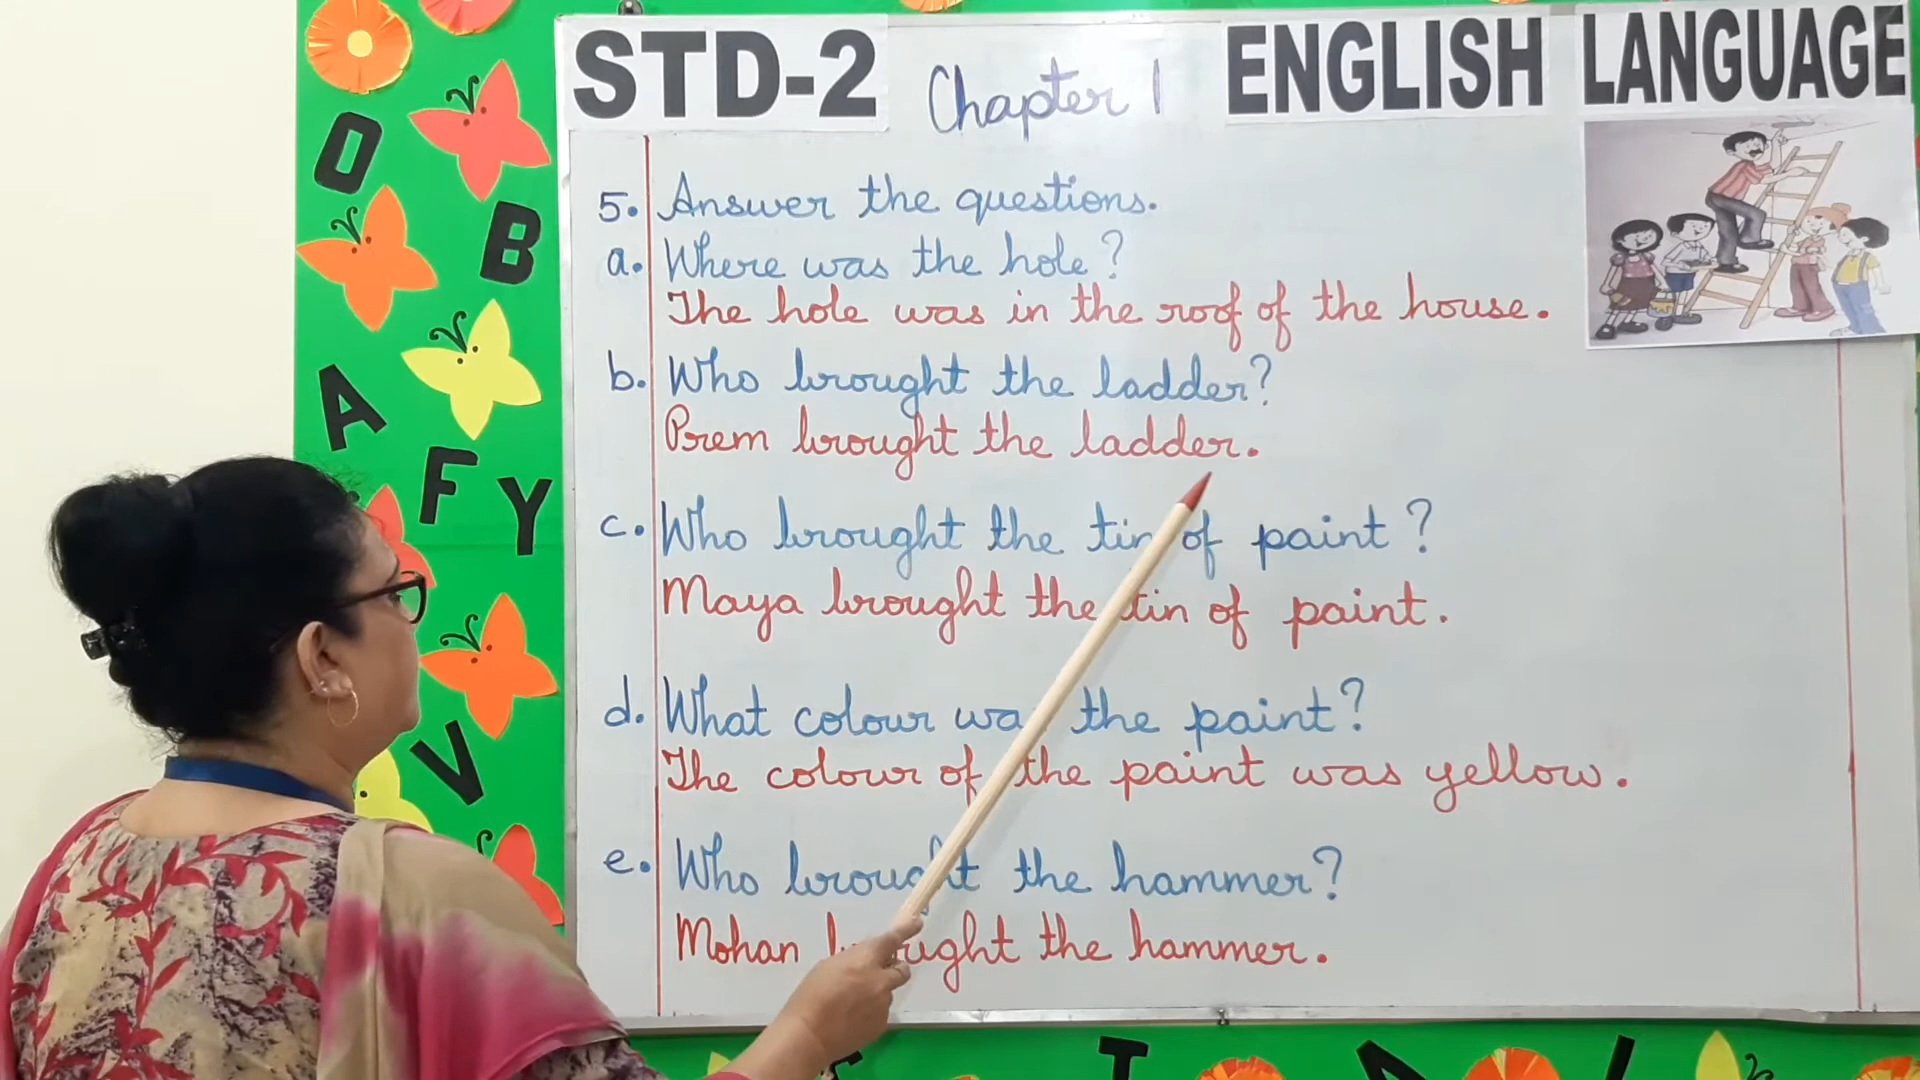 STD-2 Chapter 1 ENGLISH LANGUAGE
5. Answer the questions.
a. Where was the hole?
The hole was in the roof of the house.
b. Who brought the ladder?
Prem brought the ladder.
c. Who brought the tin of paint?
Maya brought the tin of paint.
d. What colour was the paint?
The colour of the paint was yellow.
e. Who brought the hammer?
Mohan brought the hammer.
O
B
A
F Y
V